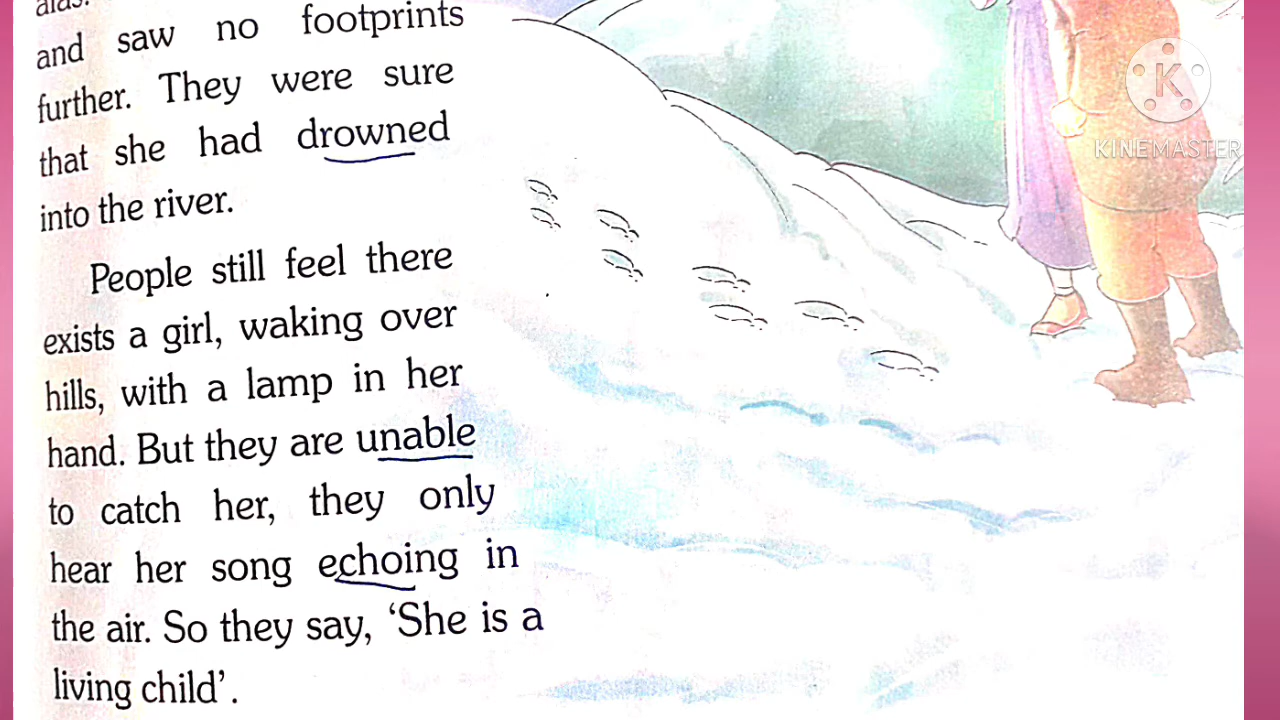 alas!
and saw no footprints
further. They were sure
that she had drowned
into the river.
People still feel there
exists a girl, waking over
hills, with a lamp in her
hand. But they are unable
to catch her, they only
hear her song echoing in
the air. So they say, ‘She is a
living child’.
K
KINEMASTER